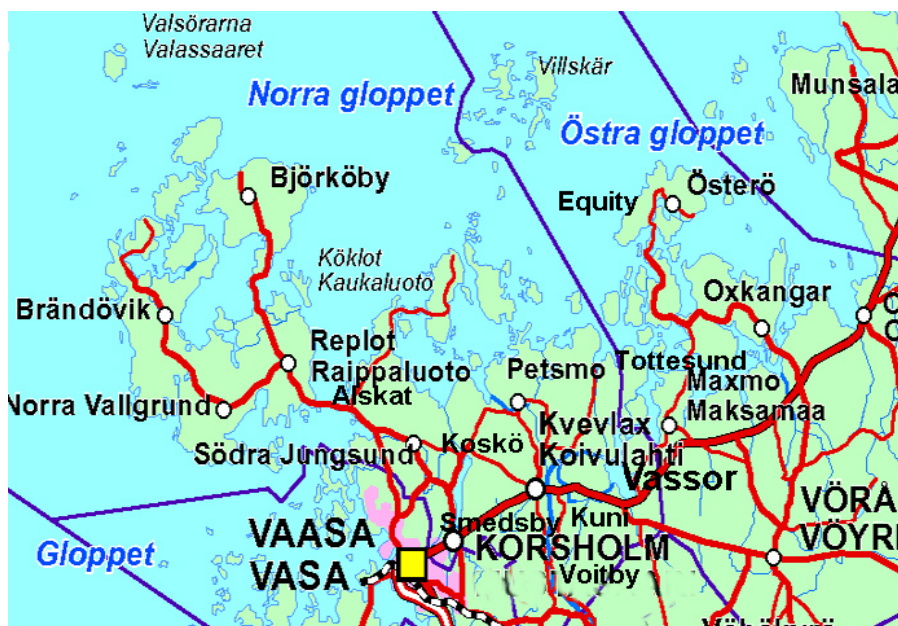 Valsörarna
Valassaaret
Villskär
Munsala
Norra gloppet
Östra gloppet
Björköby
Österö
Equity
Köklot
Kaukaluoto
Brändövik
Oxkangar
Replot
Raippaluoto
Petsmo
Tottesund
Maxmo
Maksamaa
Alskat
Norra Vallgrund
Kvevlax
Koivulahti
Södra Jungsund
Koskö
Vassor
VÖRÅ
VÖYRI
Gloppet
VAASA
VASA
Smedsby
Kuni
KORSHOLM
Voitby